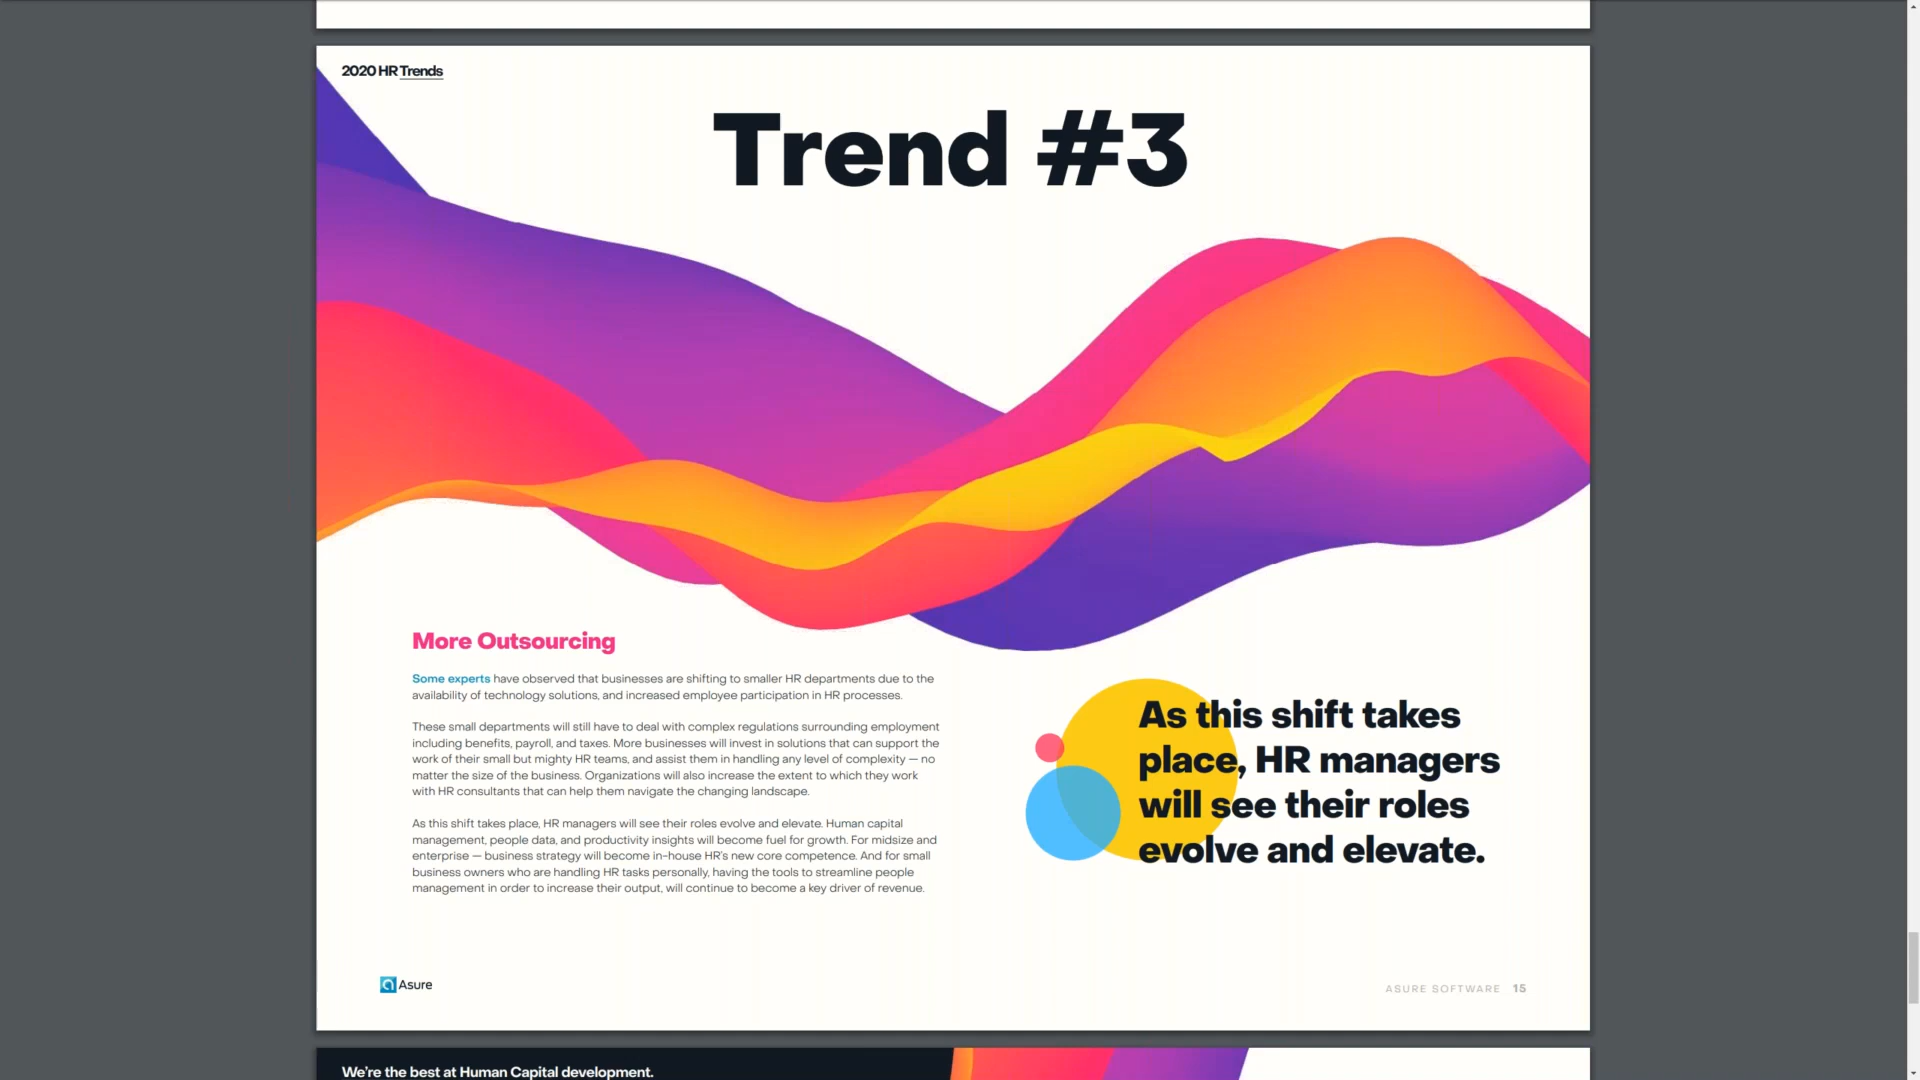 2020 HR Trends
Trend #3
More Outsourcing
Some experts have observed that businesses are shifting to smaller HR departments due to the
availability of technology solutions, and increased employee participation in HR processes.
These small departments will still have to deal with complex regulations surrounding employment
including benefits, payroll, and taxes. More businesses will invest in solutions that can support the
work of their small but mighty HR teams, and assist them in handling any level of complexity — no
matter the size of the business. Organizations will also increase the extent to which they work
with HR consultants that can help them navigate the changing landscape.
As this shift takes place, HR managers will see their roles evolve and elevate. Human capital
management, people data, and productivity insights will become fuel for growth. For midsize and
enterprise — business strategy will become in-house HR's new core competence. And for small
business owners who are handling HR tasks personally, having the tools to streamline people
management in order to increase their output, will continue to become a key driver of revenue.
As this shift takes
place, HR managers
will see their roles
evolve and elevate.
Asure
ASURE SOFTWARE 15
We're the best at Human Capital development.